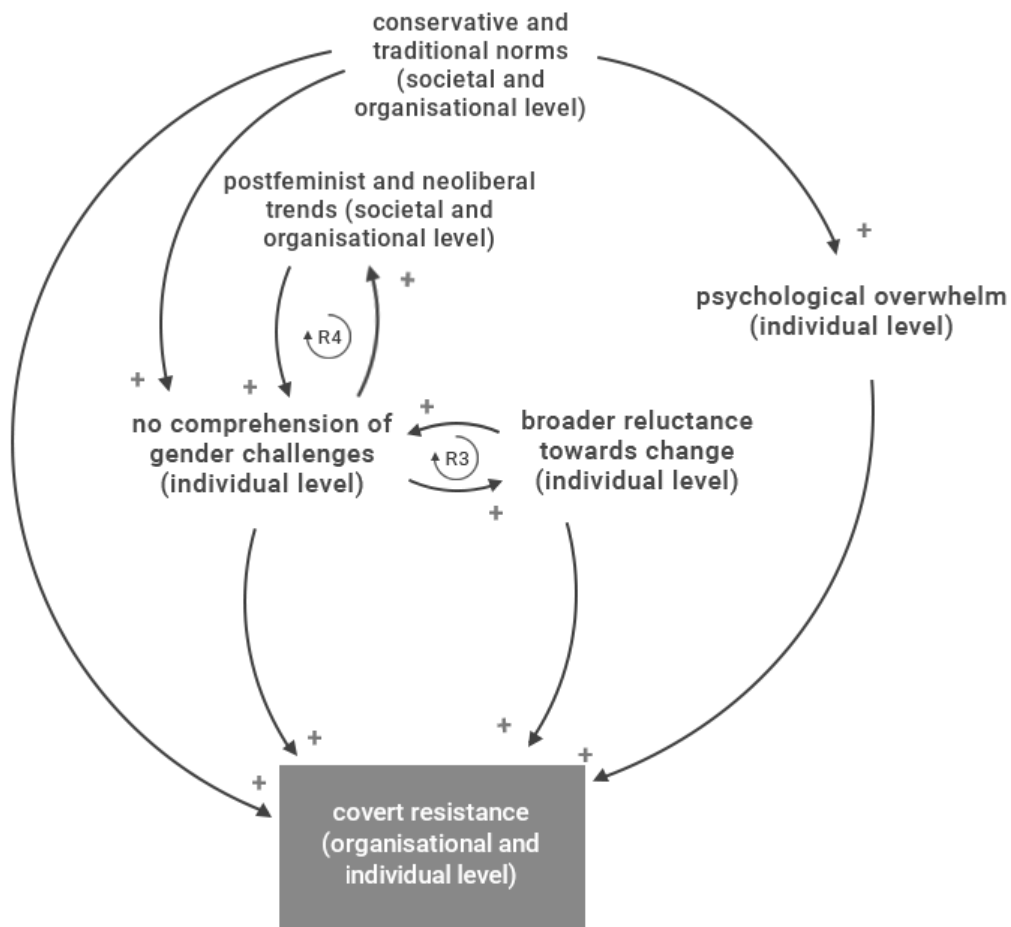 conservative and
traditional norms
(societal and
organisational level)
postfeminist and neoliberal
trends (societal and
organisational level)
+
+
psychological overwhelm
(individual level)
R4
+
+
+
no comprehension of
gender challenges
(individual level)
broader reluctance
towards change
(individual level)
R3
+
+
+
+
+
covert resistance
(organisational and
individual level)